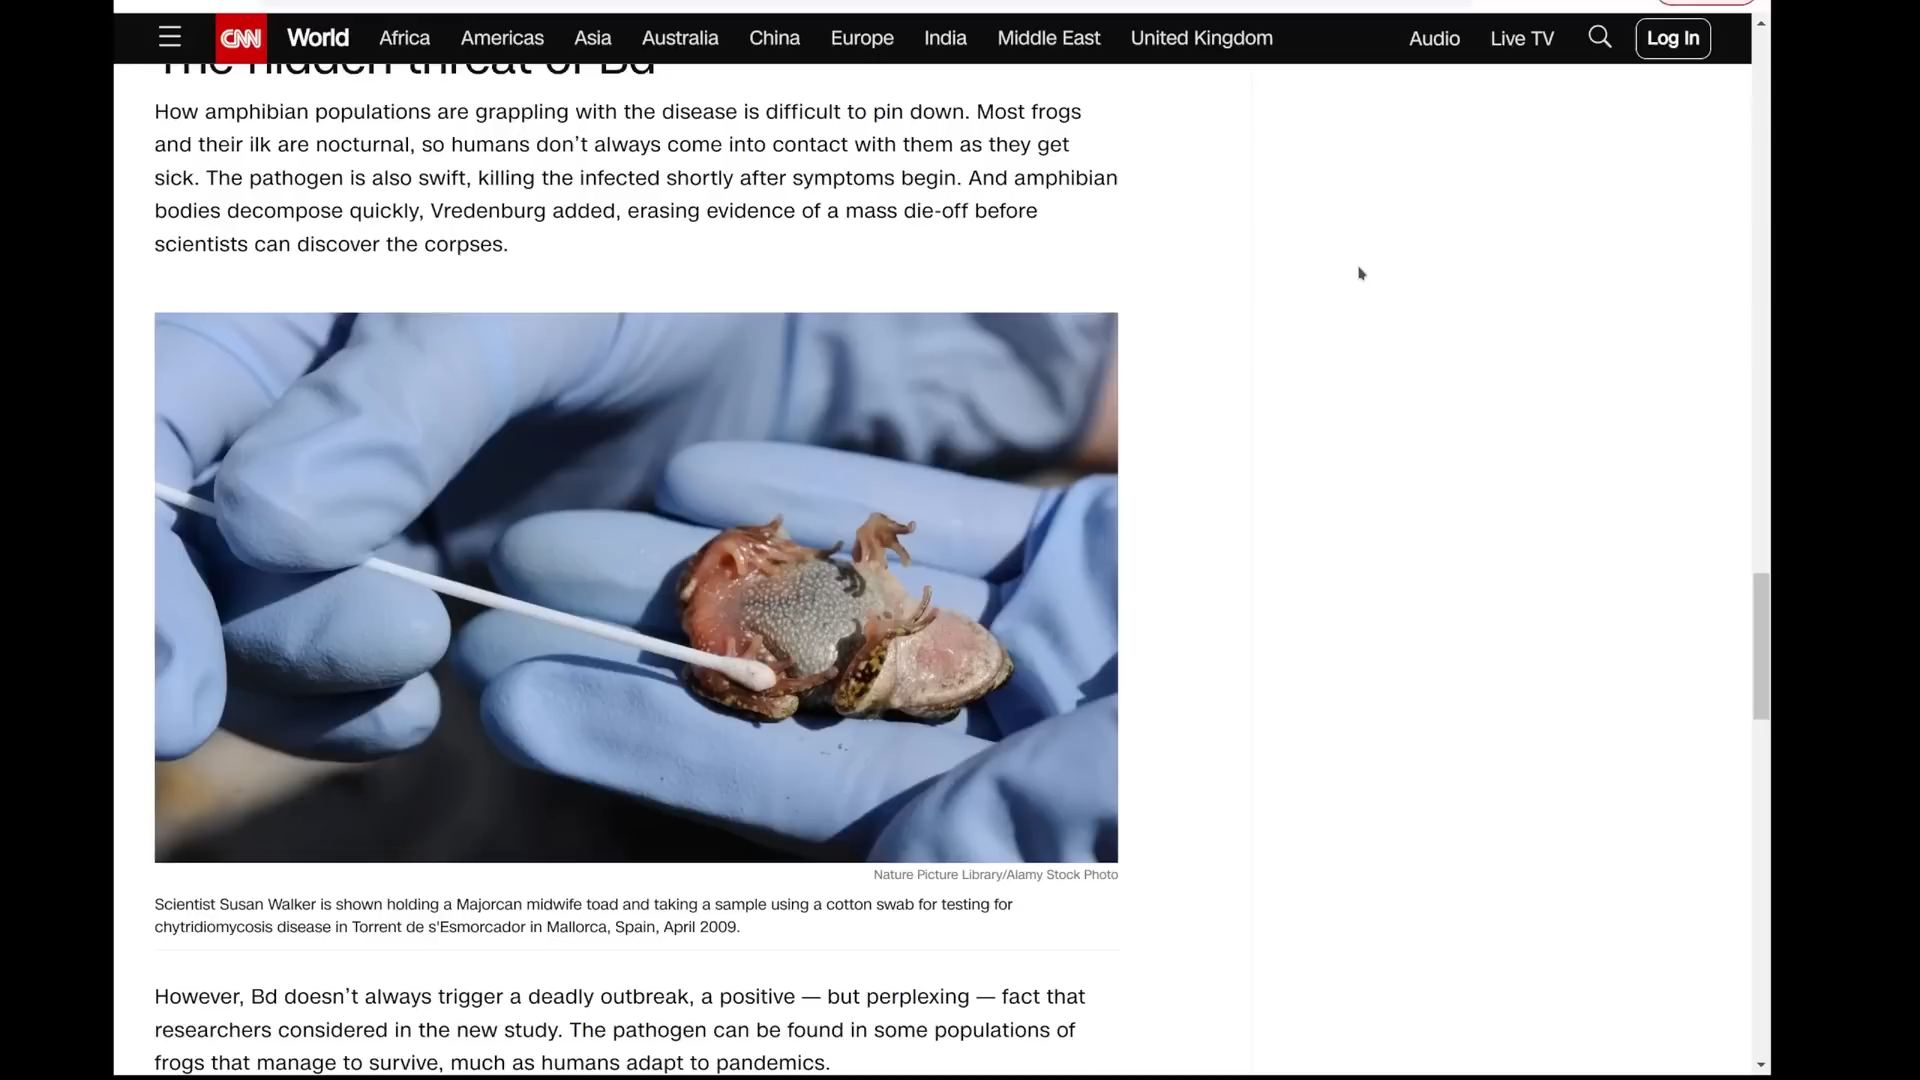 CNN World Africa Americas Asia Australia China Europe India Middle East United Kingdom Audio Live TV Log In
The hidden threat of Bd
How amphibian populations are grappling with the disease is difficult to pin down. Most frogs
and their ilk are nocturnal, so humans don’t always come into contact with them as they get
sick. The pathogen is also swift, killing the infected shortly after symptoms begin. And amphibian
bodies decompose quickly, Vredenburg added, erasing evidence of a mass die-off before
scientists can discover the corpses.
Nature Picture Library/Alamy Stock Photo
Scientist Susan Walker is shown holding a Majorcan midwife toad and taking a sample using a cotton swab for testing for
chytridiomycosis disease in Torrent de s'Esmorcador in Mallorca, Spain, April 2009.
However, Bd doesn’t always trigger a deadly outbreak, a positive — but perplexing — fact that
researchers considered in the new study. The pathogen can be found in some populations of
frogs that manage to survive, much as humans adapt to pandemics.